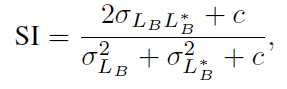 SI = \frac{2\sigma_{L_B L_B^*} + c}{\sigma_{L_B}^2 + \sigma_{L_B^*}^2 + c},